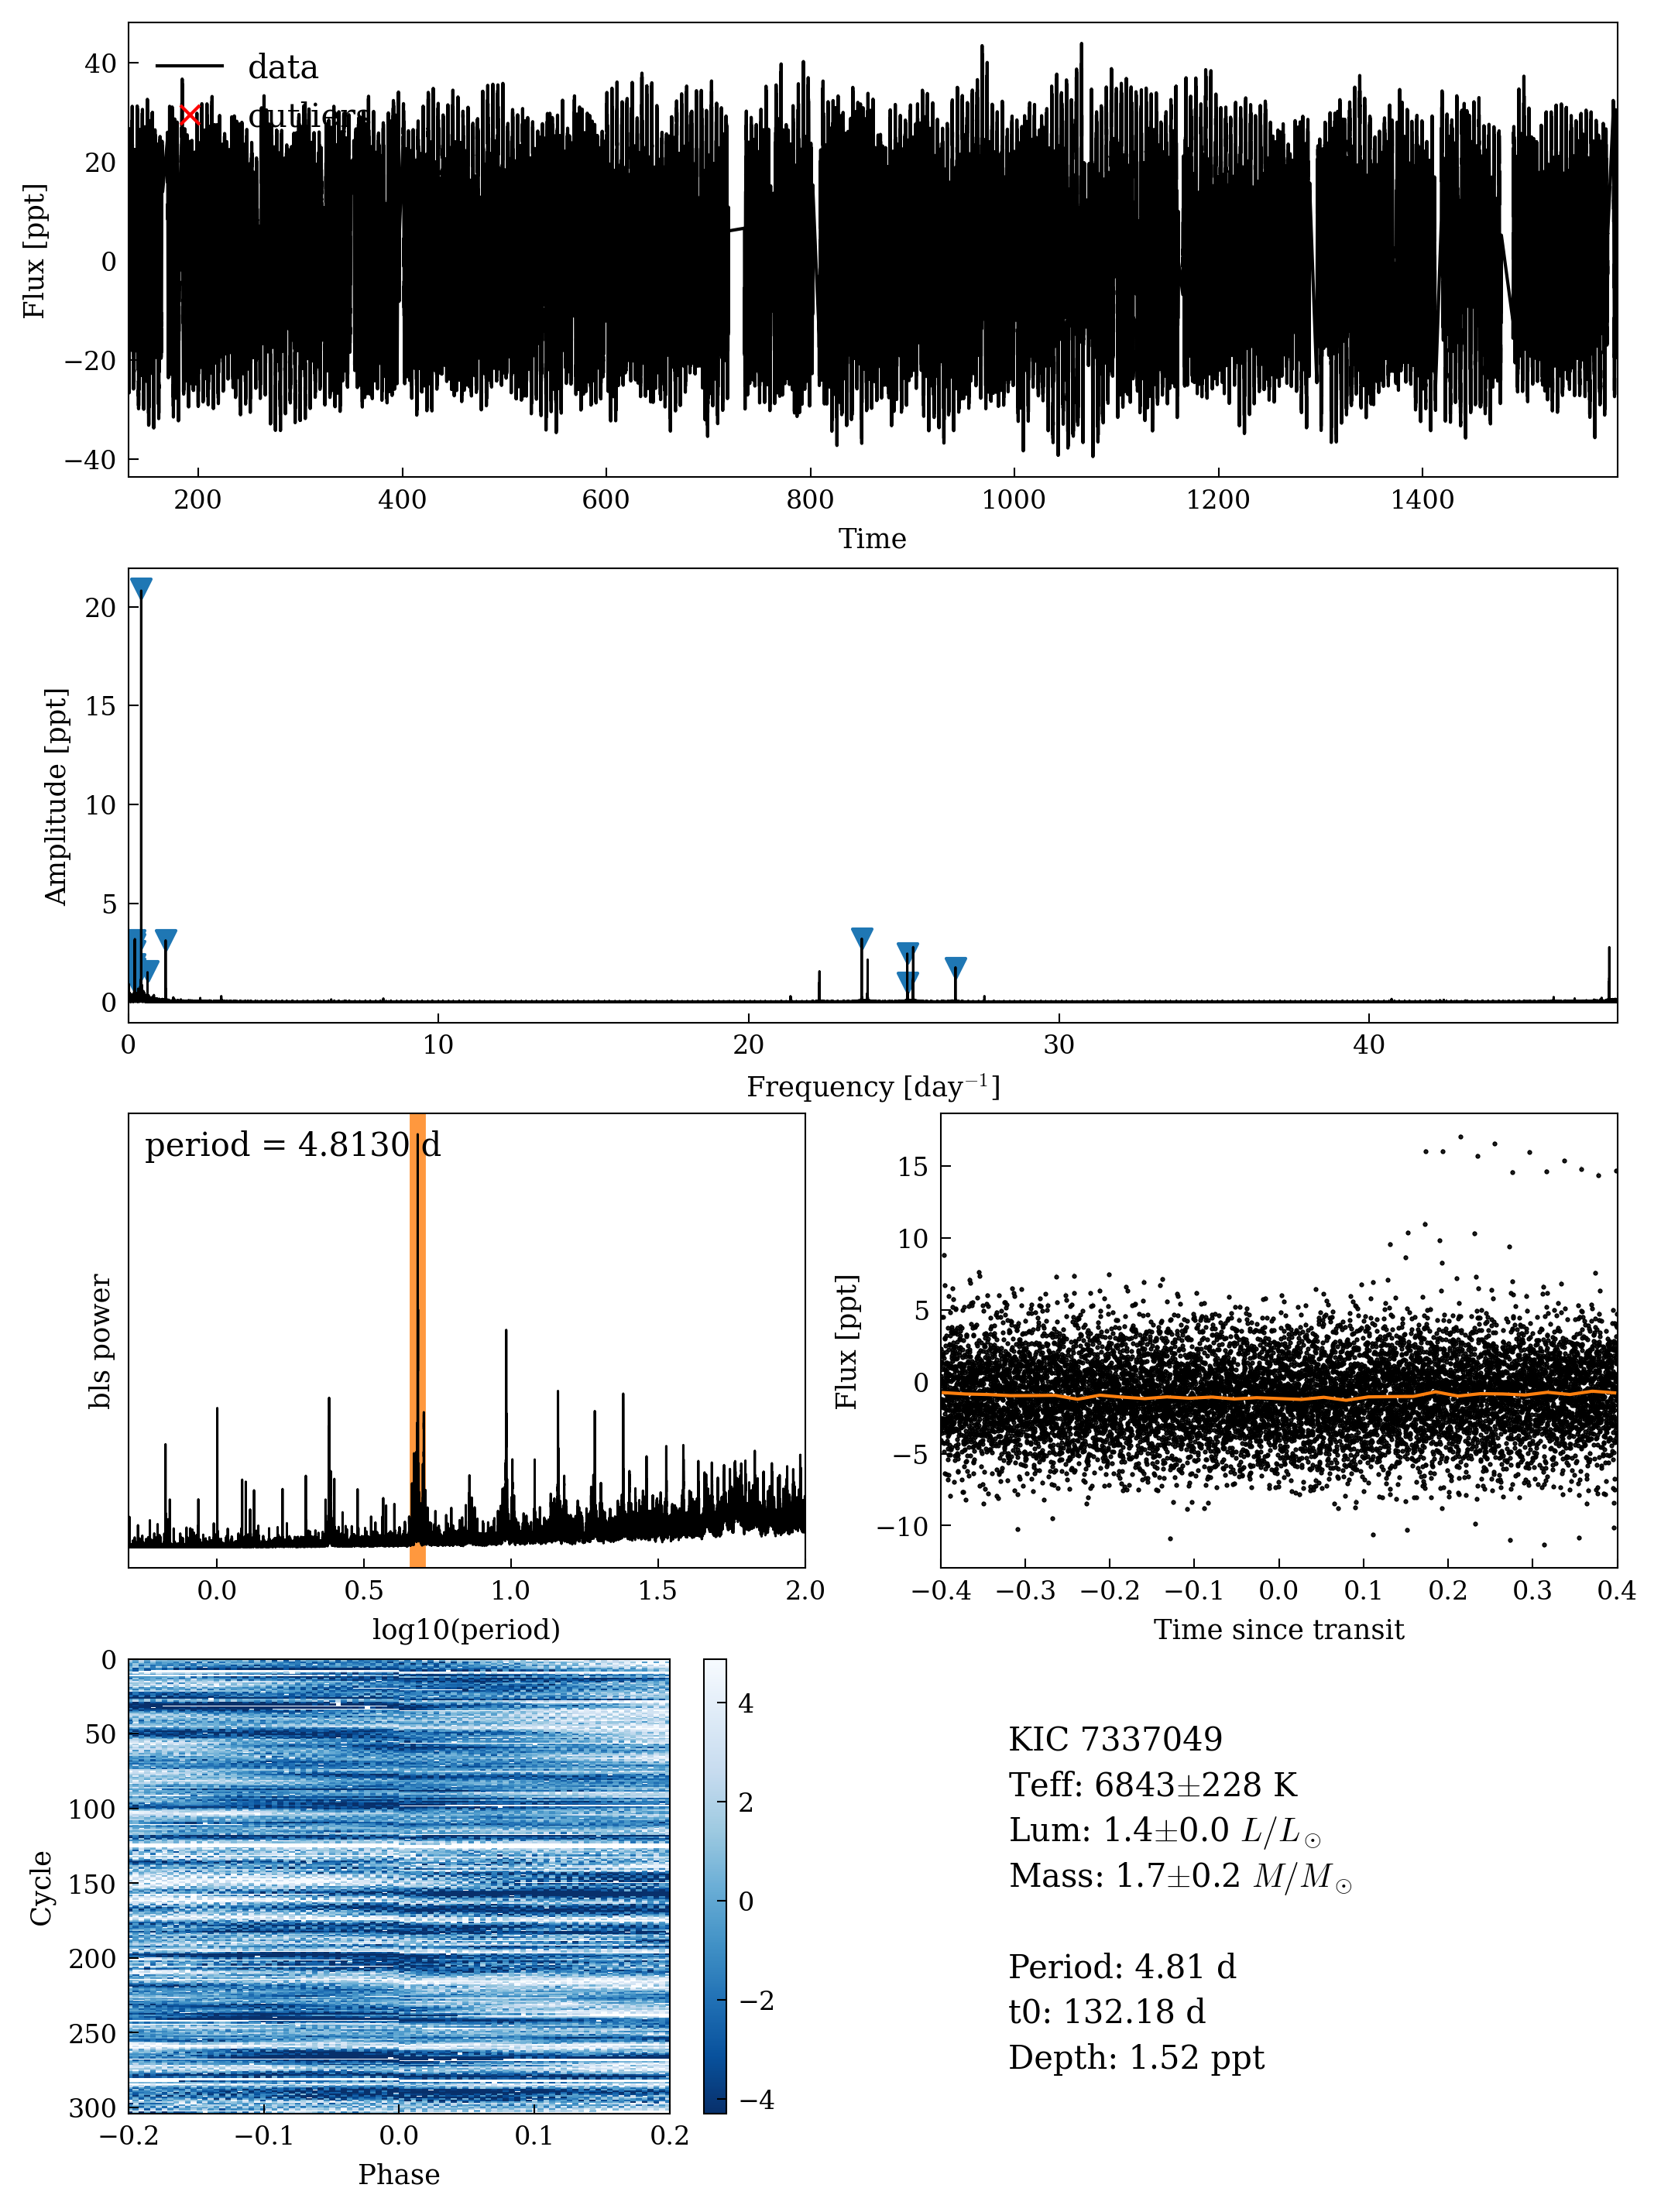 data
outliers
40
20
0
−20
−40
Flux [ppt]
200 400 600 800 1000 1200 1400
Time
20
15
10
5
0
Amplitude [ppt]
0 10 20 30 40
Frequency [day⁻¹]
period = 4.8130 d
bls power
0.0 0.5 1.0 1.5 2.0
log10(period)
15
10
5
0
−5
−10
Flux [ppt]
−0.4 −0.3 −0.2 −0.1 0.0 0.1 0.2 0.3 0.4
Time since transit
0
50
100
150
200
250
300
Cycle
−0.2 −0.1 0.0 0.1 0.2
Phase
4
2
0
−2
−4
KIC 7337049
Teff: 6843±228 K
Lum: 1.4±0.0 L/L☉
Mass: 1.7±0.2 M/M☉
Period: 4.81 d
t0: 132.18 d
Depth: 1.52 ppt